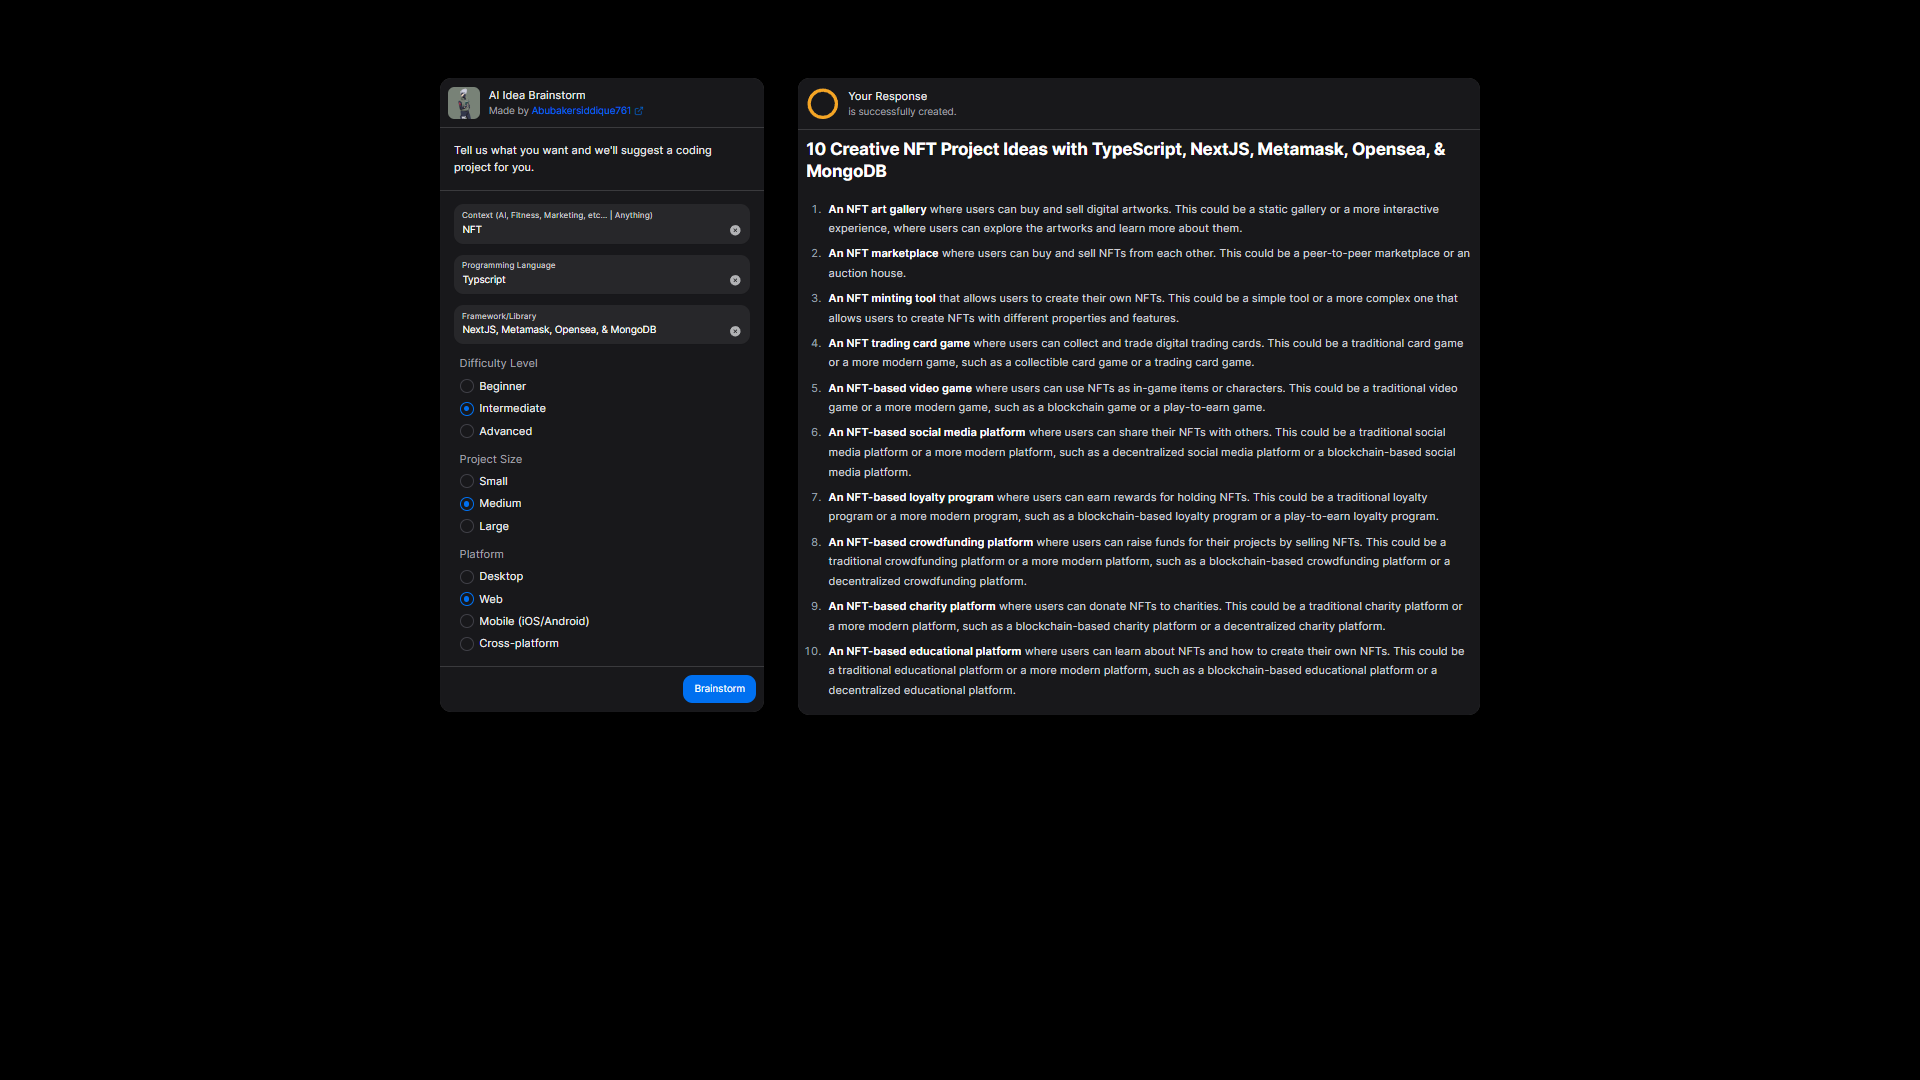 AI Idea Brainstorm
Made by Abubakersiddique761
Tell us what you want and we'll suggest a coding
project for you.
Context (AI, Fitness, Marketing, etc... | Anything)
NFT
Programming Language
Typscript
Framework/Library
NextJS, Metamask, Opensea, & MongoDB
Difficulty Level
Beginner
Intermediate
Advanced
Project Size
Small
Medium
Large
Platform
Desktop
Web
Mobile (iOS/Android)
Cross-platform
Brainstorm
Your Response
is successfully created.
10 Creative NFT Project Ideas with TypeScript, NextJS, Metamask, Opensea, &
MongoDB
1. An NFT art gallery where users can buy and sell digital artworks. This could be a static gallery or a more interactive
experience, where users can explore the artworks and learn more about them.
2. An NFT marketplace where users can buy and sell NFTs from each other. This could be a peer-to-peer marketplace or an
auction house.
3. An NFT minting tool that allows users to create their own NFTs. This could be a simple tool or a more complex one that
allows users to create NFTs with different properties and features.
4. An NFT trading card game where users can collect and trade digital trading cards. This could be a traditional card game
or a more modern game, such as a collectible card game or a trading card game.
5. An NFT-based video game where users can use NFTs as in-game items or characters. This could be a traditional video
game or a more modern game, such as a blockchain game or a play-to-earn game.
6. An NFT-based social media platform where users can share their NFTs with others. This could be a traditional social
media platform or a more modern platform, such as a decentralized social media platform or a blockchain-based social
media platform.
7. An NFT-based loyalty program where users can earn rewards for holding NFTs. This could be a traditional loyalty
program or a more modern program, such as a blockchain-based loyalty program or a play-to-earn loyalty program.
8. An NFT-based crowdfunding platform where users can raise funds for their projects by selling NFTs. This could be a
traditional crowdfunding platform or a more modern platform, such as a blockchain-based crowdfunding platform or a
decentralized crowdfunding platform.
9. An NFT-based charity platform where users can donate NFTs to charities. This could be a traditional charity platform or
a more modern platform, such as a blockchain-based charity platform or a decentralized charity platform.
10. An NFT-based educational platform where users can learn about NFTs and how to create their own NFTs. This could be
a traditional educational platform or a more modern platform, such as a blockchain-based educational platform or a
decentralized educational platform.